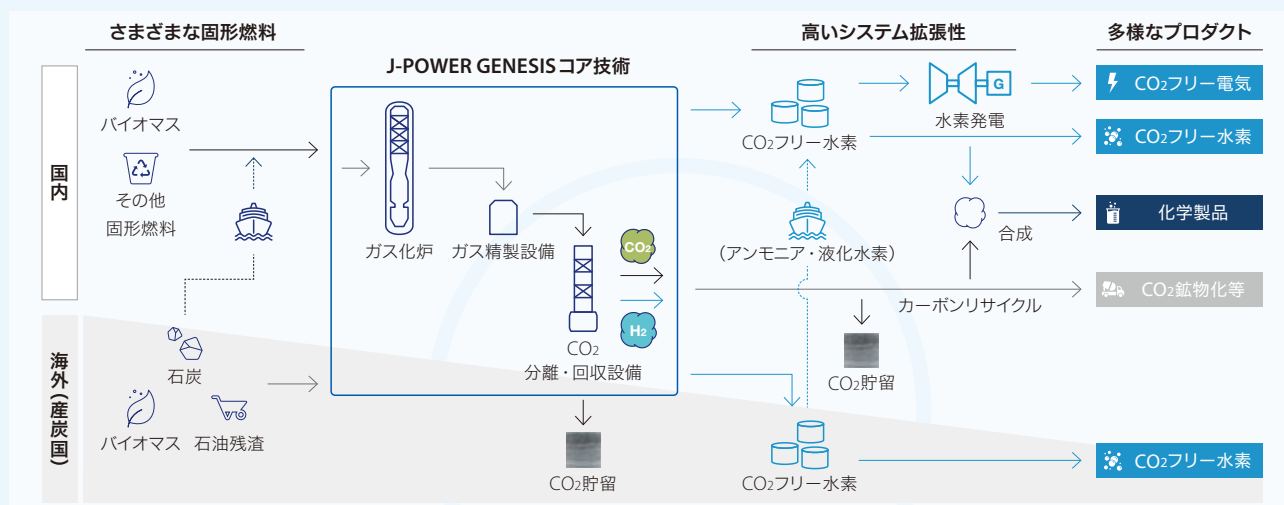 さまざまな固形燃料
高いシステム拡張性
多様なプロダクト
国内
バイオマス
その他
固形燃料
J-POWER GENESISコア技術
ガス化炉
ガス精製設備
CO2
H2
CO2
分離・回収設備
CO2フリー水素
G
水素発電
(アンモニア・液化水素)
合成
カーボンリサイクル
CO2貯留
CO2フリー電気
CO2フリー水素
化学製品
CO2鉱物化等
海外(産炭国)
石炭
バイオマス
石油残渣
CO2貯留
CO2フリー水素
CO2フリー水素